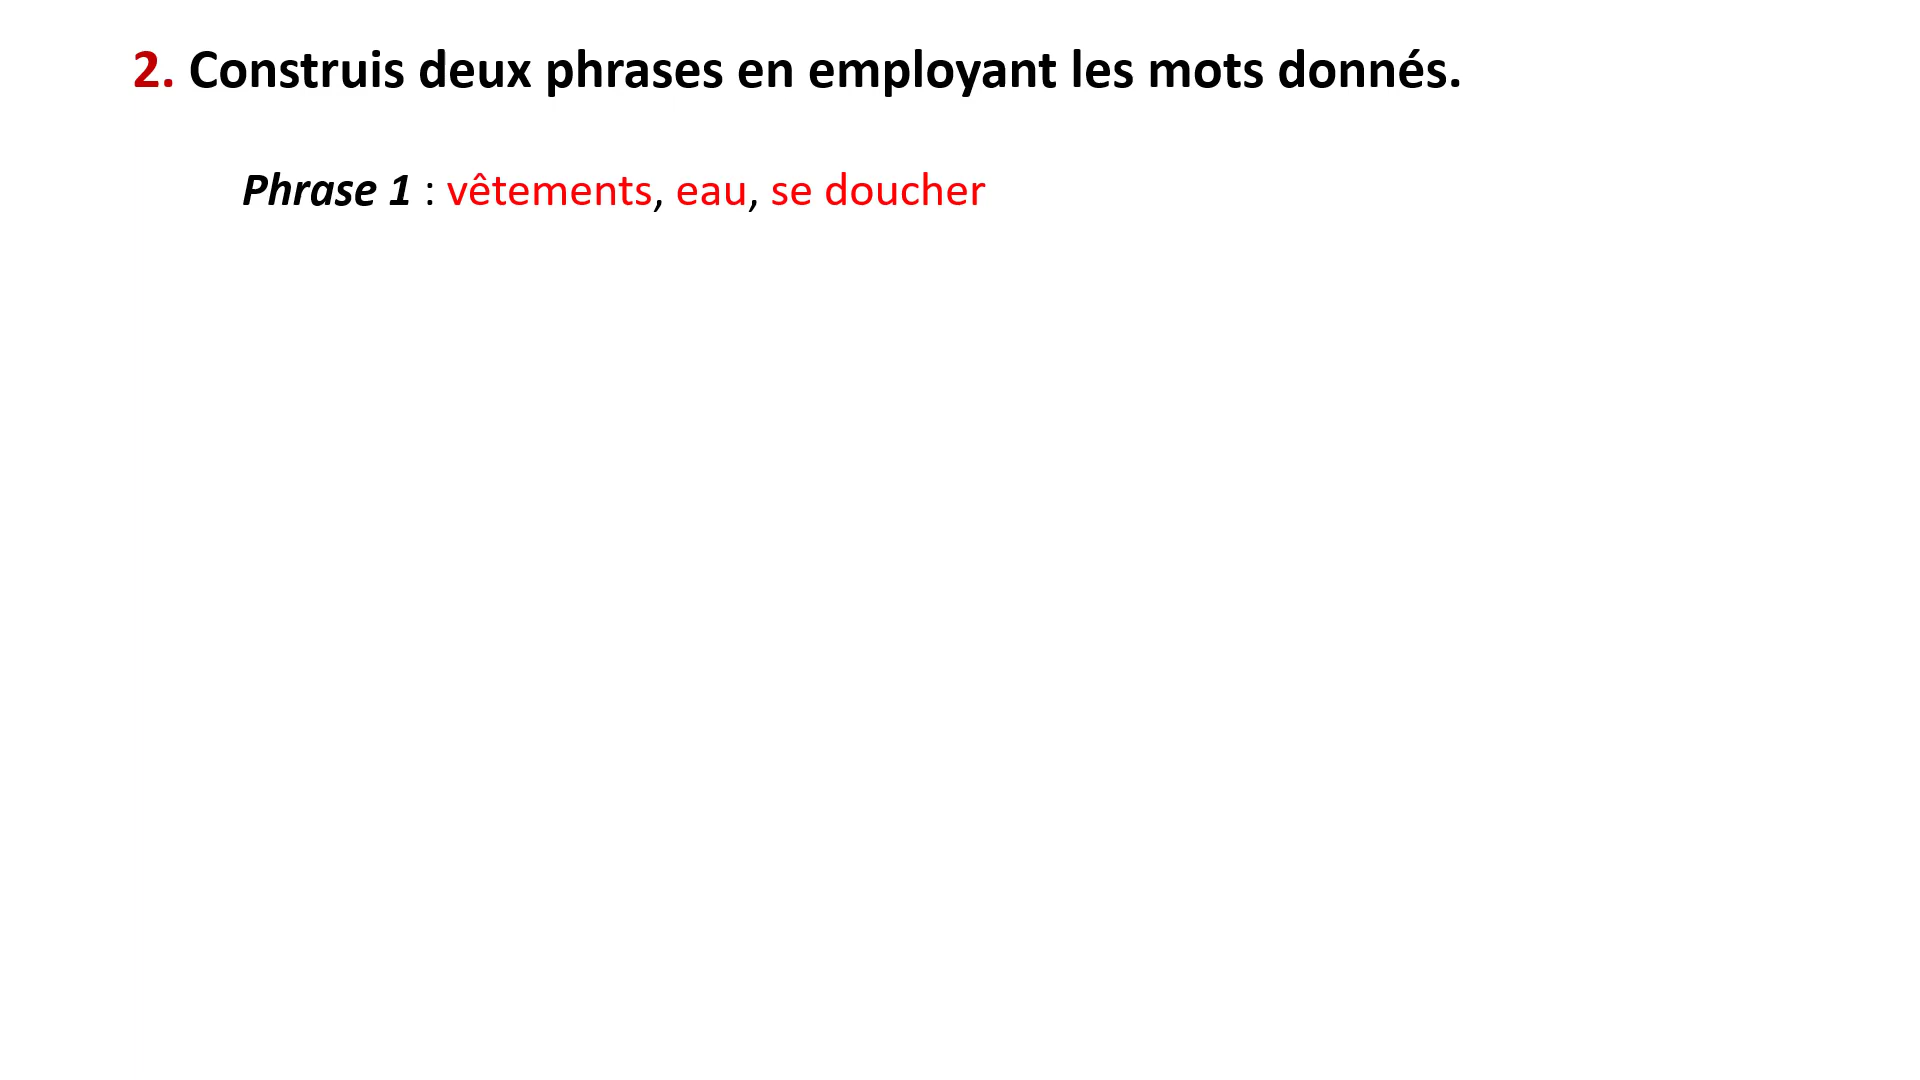 2. Construis deux phrases en employant les mots donnés.
Phrase 1 : vêtements, eau, se doucher